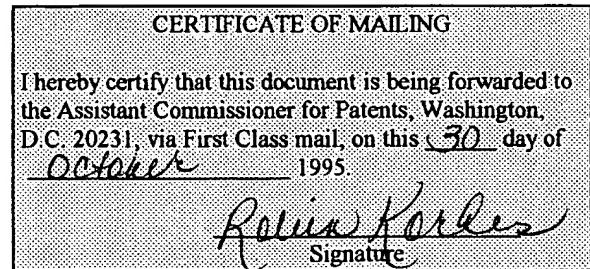 CERTIFICATE OF MAILING
I hereby certify that this document is being forwarded to
the Assistant Commissioner for Patents, Washington,
D.C. 20231, via First Class mail, on this 30 day of
October 1995.
Signature